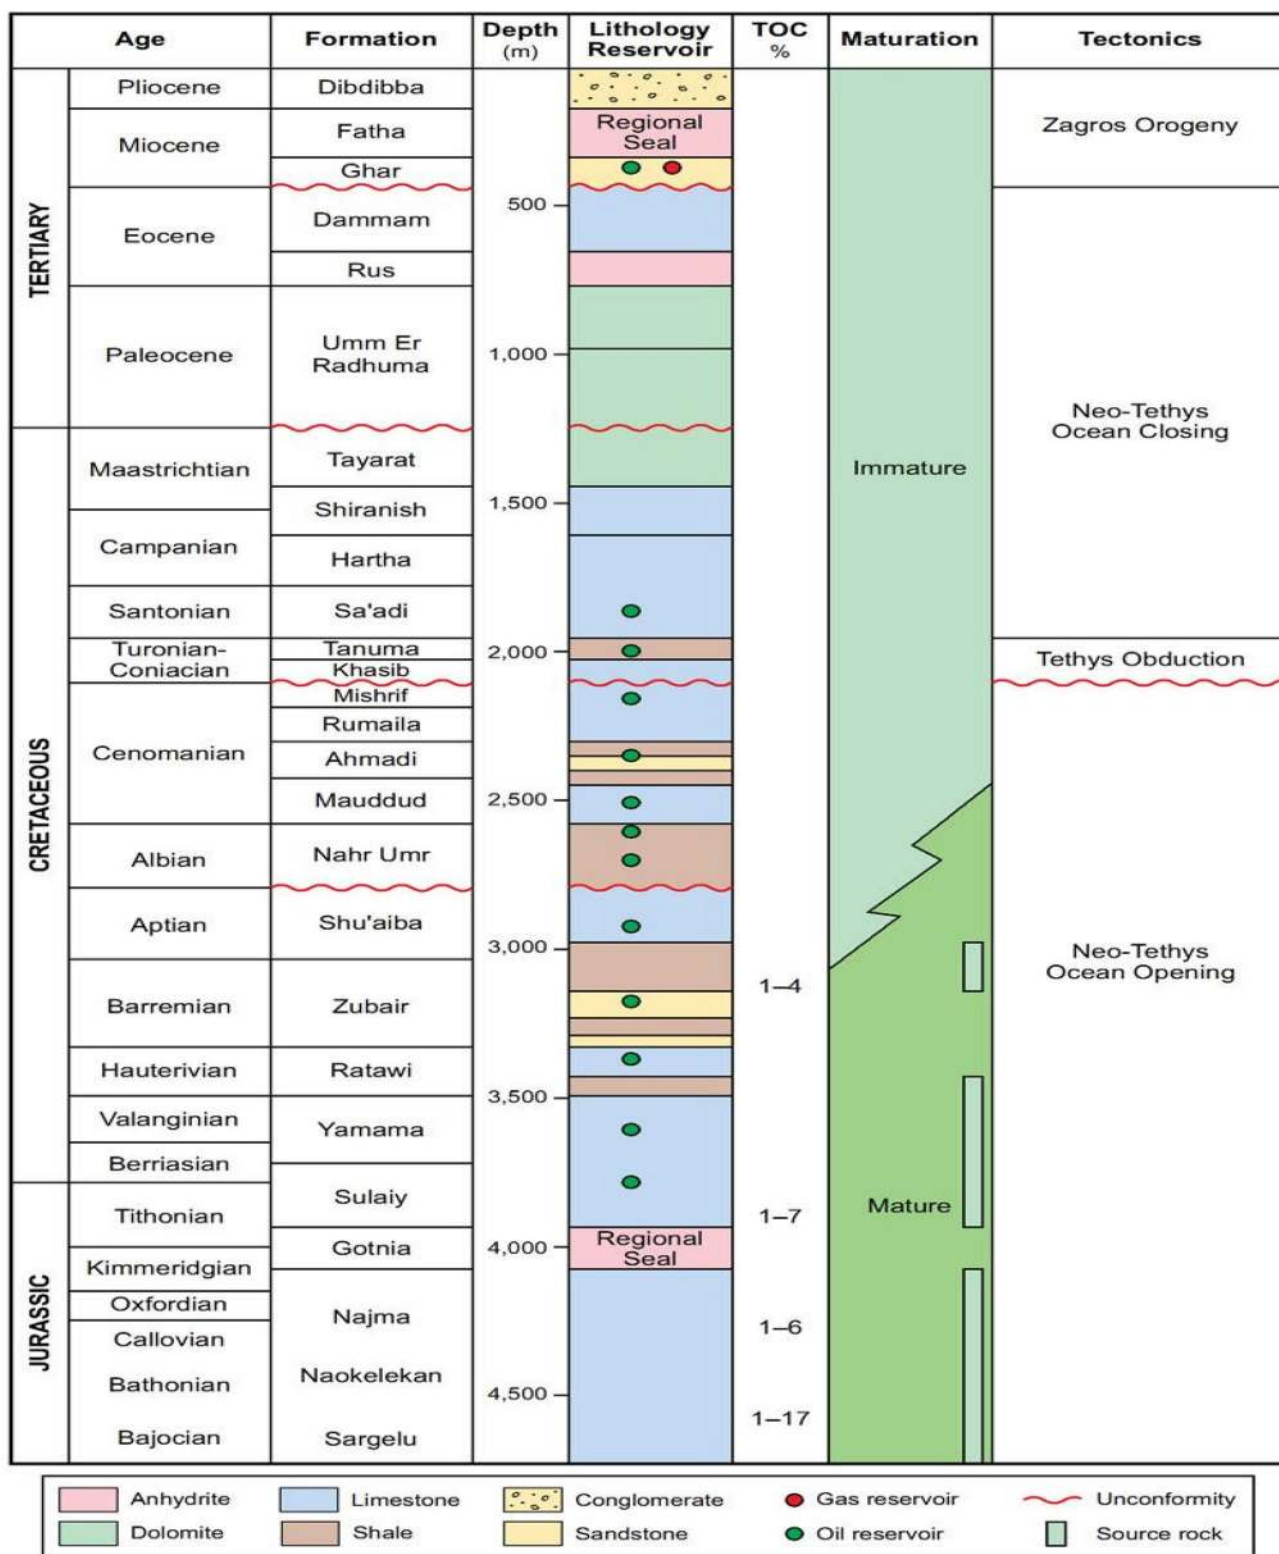 Age
Formation
Depth
(m)
Lithology
Reservoir
TOC
%
Maturation
Tectonics
TERTIARY
CRETACEOUS
JURASSIC
Pliocene
Miocene
Eocene
Paleocene
Maastrichtian
Campanian
Santonian
Turonian-
Coniacian
Cenomanian
Albian
Aptian
Barremian
Hauterivian
Valanginian
Berriasian
Tithonian
Kimmeridgian
Oxfordian
Callovian
Bathonian
Bajocian
Dibdibba
Fatha
Ghar
Dammam
Rus
Umm Er
Radhuma
Tayarat
Shiranish
Hartha
Sa'adi
Tanuma
Khasib
Mishrif
Rumaila
Ahmadi
Mauddud
Nahr Umr
Shu'aiba
Zubair
Ratawi
Yamama
Sulaiy
Gotnia
Najma
Naokelekan
Sargelu
500
1,000
1,500
2,000
2,500
3,000
3,500
4,000
4,500
Regional
Seal
Regional
Seal
1–4
1–7
1–6
1–17
Immature
Mature
Zagros Orogeny
Neo-Tethys
Ocean Closing
Tethys Obduction
Neo-Tethys
Ocean Opening
Anhydrite
Limestone
Conglomerate
Gas reservoir
Unconformity
Dolomite
Shale
Sandstone
Oil reservoir
Source rock